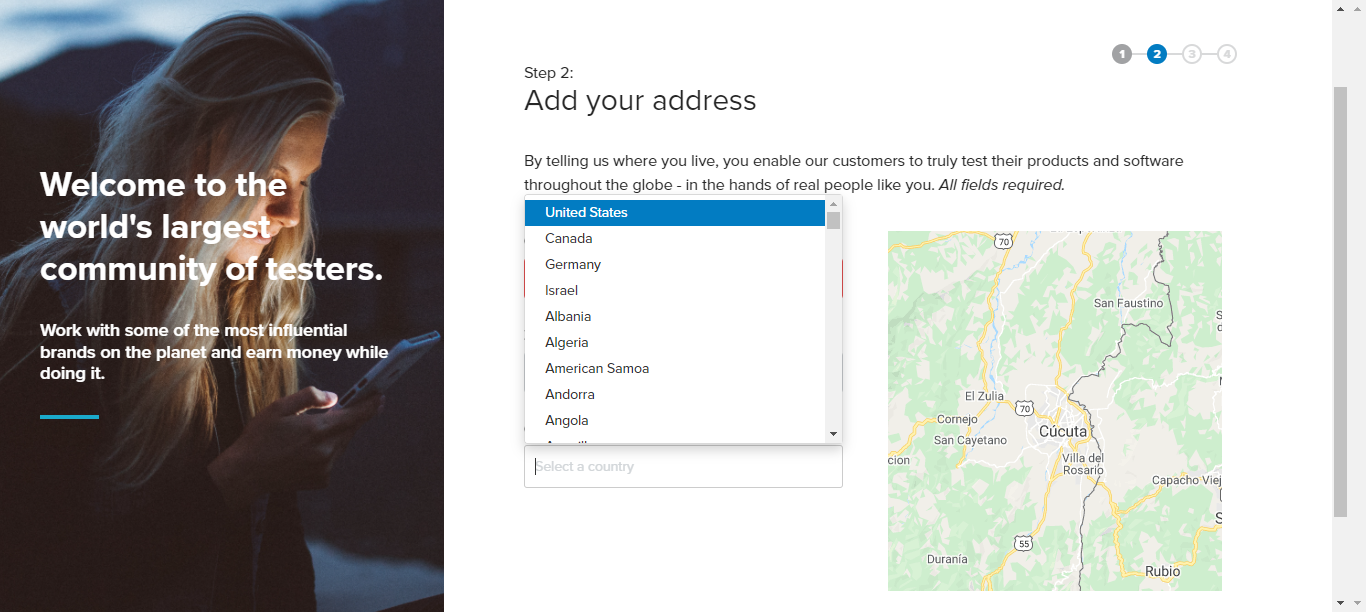 Welcome to the
world's largest
community of testers.
Work with some of the most influential
brands on the planet and earn money while
doing it.
1 2 3 4
Step 2:
Add your address
By telling us where you live, you enable our customers to truly test their products and software
throughout the globe - in the hands of real people like you. All fields required.
United States
Canada
Germany
Israel
Albania
Algeria
American Samoa
Andorra
Angola
Select a country
70
San Faustino
El Zulia
70
Cornejo
Cúcuta
San Cayetano
Villa del
Rosario
cion
Capacho Viej
55
Duranía
Rubio